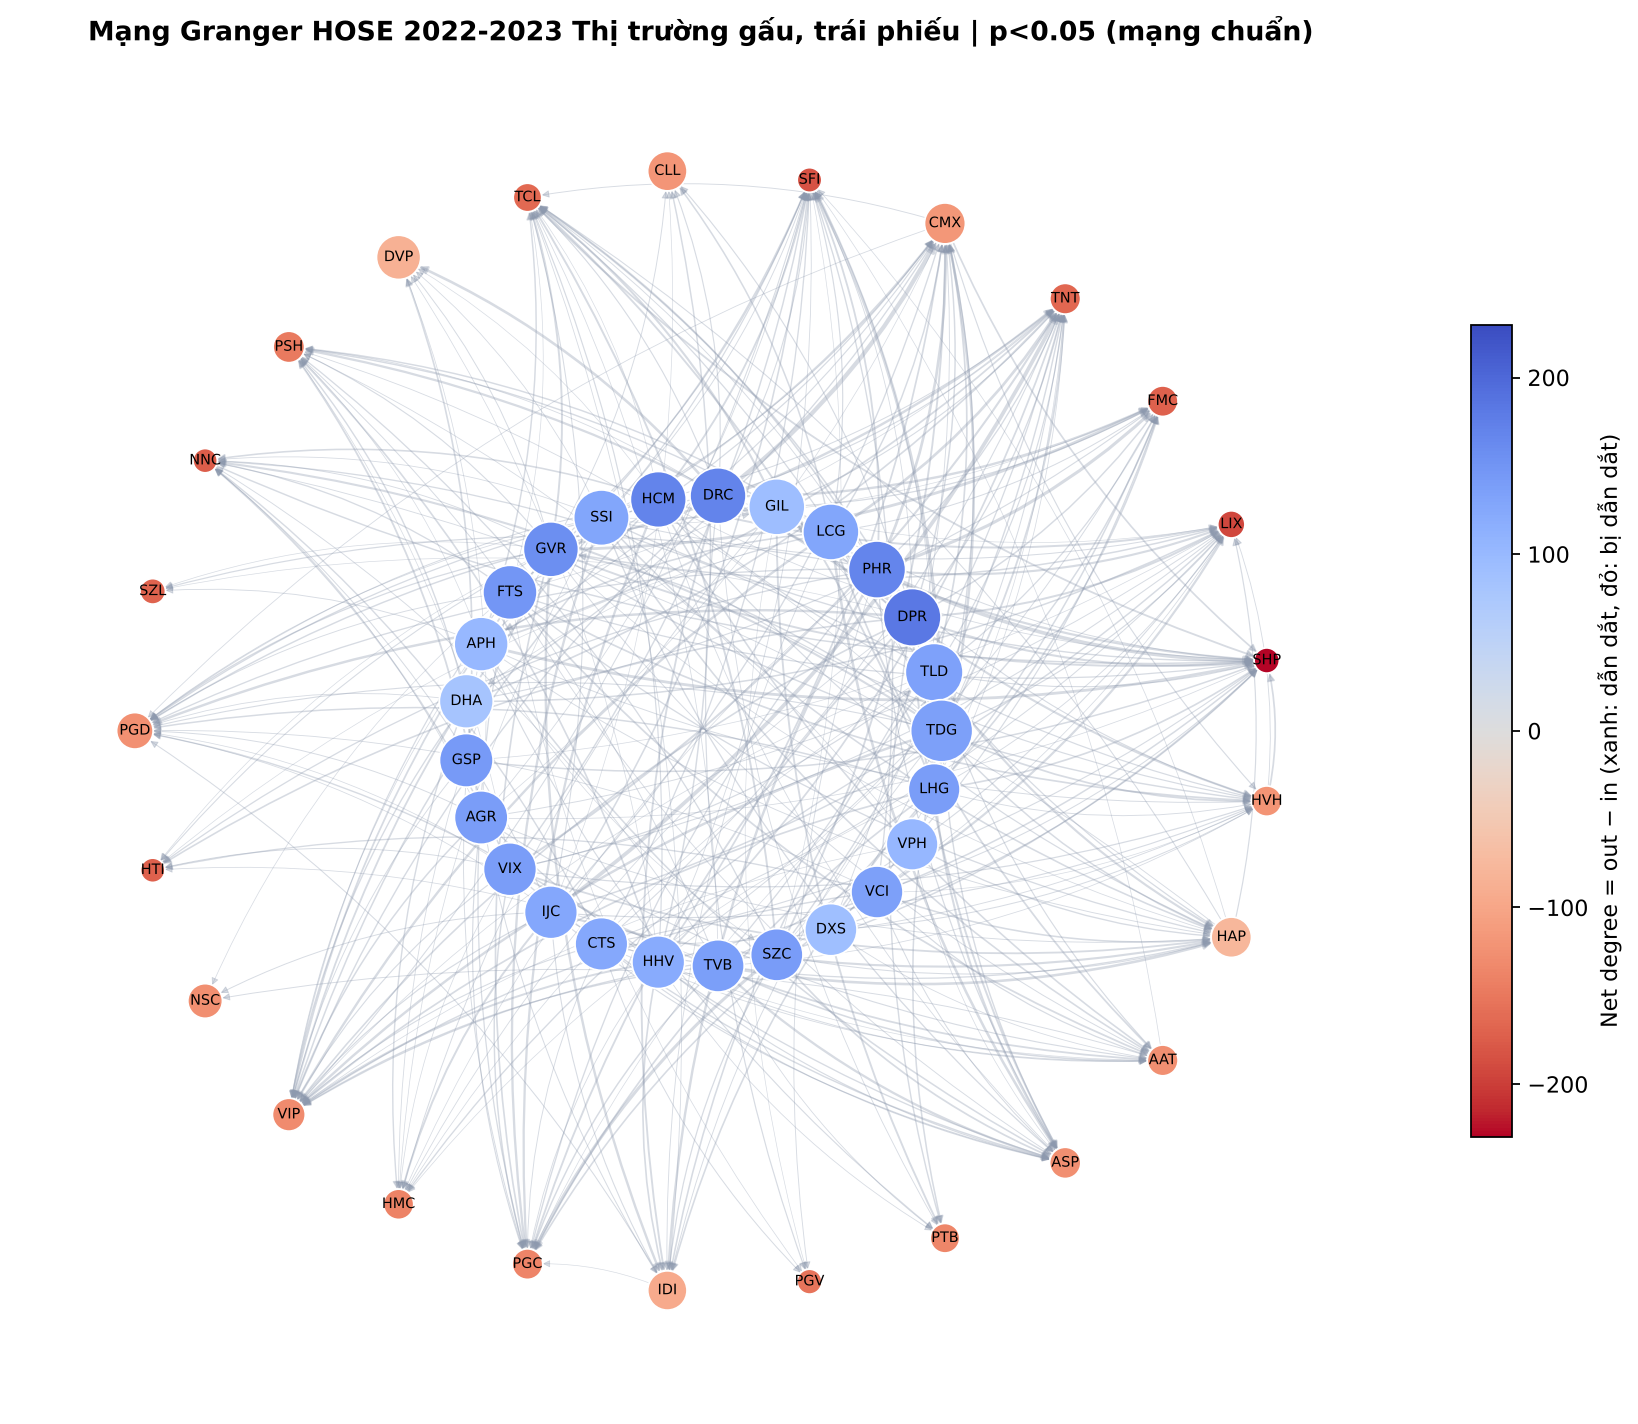 Mạng Granger HOSE 2022-2023 Thị trường gấu, trái phiếu | p<0.05 (mạng chuẩn)
CLL
SFI
TCL
CMX
DVP
TNT
PSH
FMC
NNC
HCM
DRC
GIL
SSI
LCG
LIX
GVR
PHR
SZL
FTS
DPR
APH
TLD
SHP
DHA
PGD
TDG
GSP
LHG
HVH
AGR
VPH
HTI
VIX
VCI
IJC
DXS
HAP
CTS
HHV
TVB
SZC
NSC
AAT
VIP
ASP
HMC
PTB
PGC
IDI
PGV
200
100
0
−100
−200
Net degree = out − in (xanh: dẫn dắt, đỏ: bị dẫn dắt)